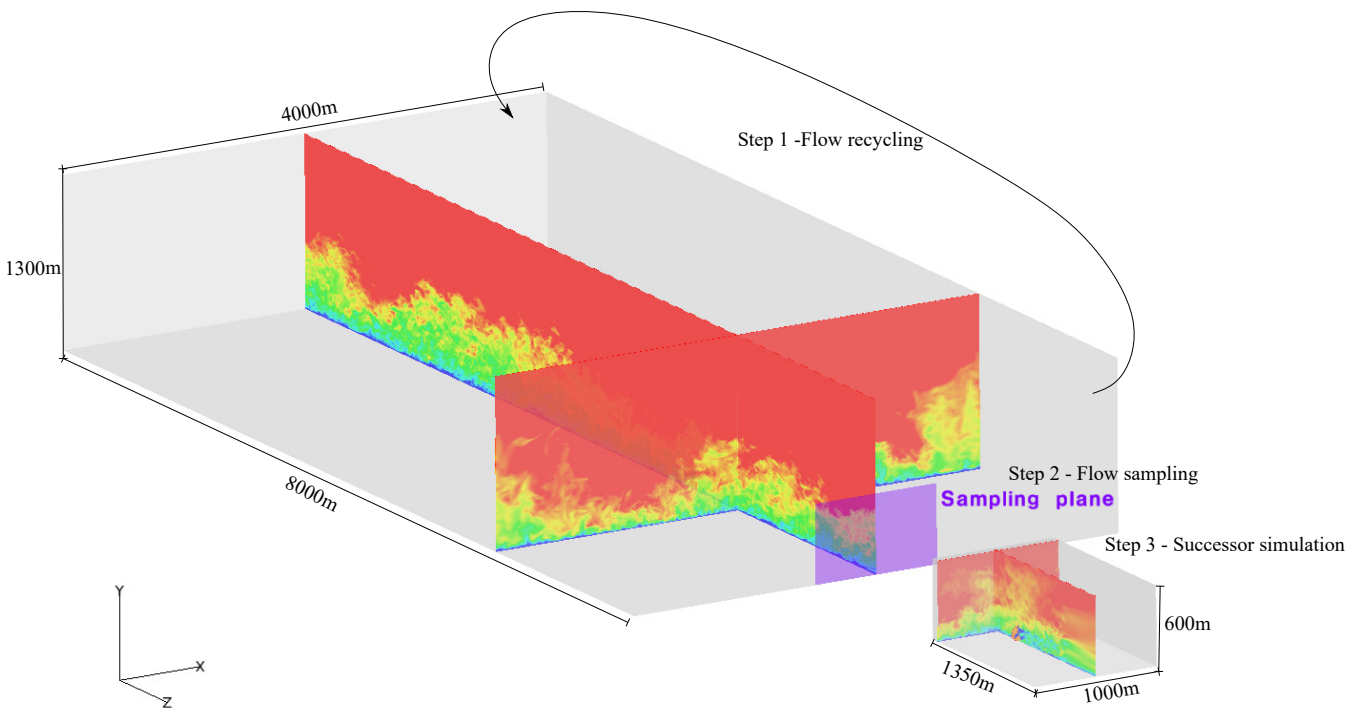 4000m
Step 1 -Flow recycling
1300m
8000m
Step 2 - Flow sampling
Sampling plane
Step 3 - Successor simulation
600m
1350m
1000m
Y
X
Z